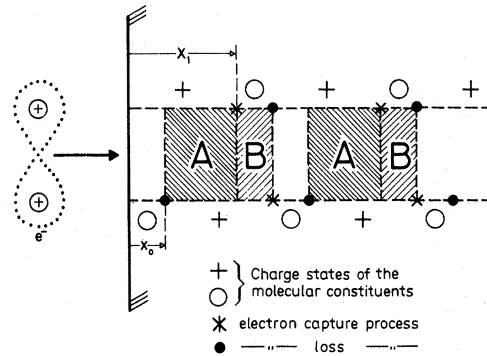 X₁
+ ○ + ○ +
+
A B A B
+
e⁻
○ + ○ + ○
X₀
+ } Charge states of the
○ } molecular constituents
* electron capture process
● —〃— loss —〃—